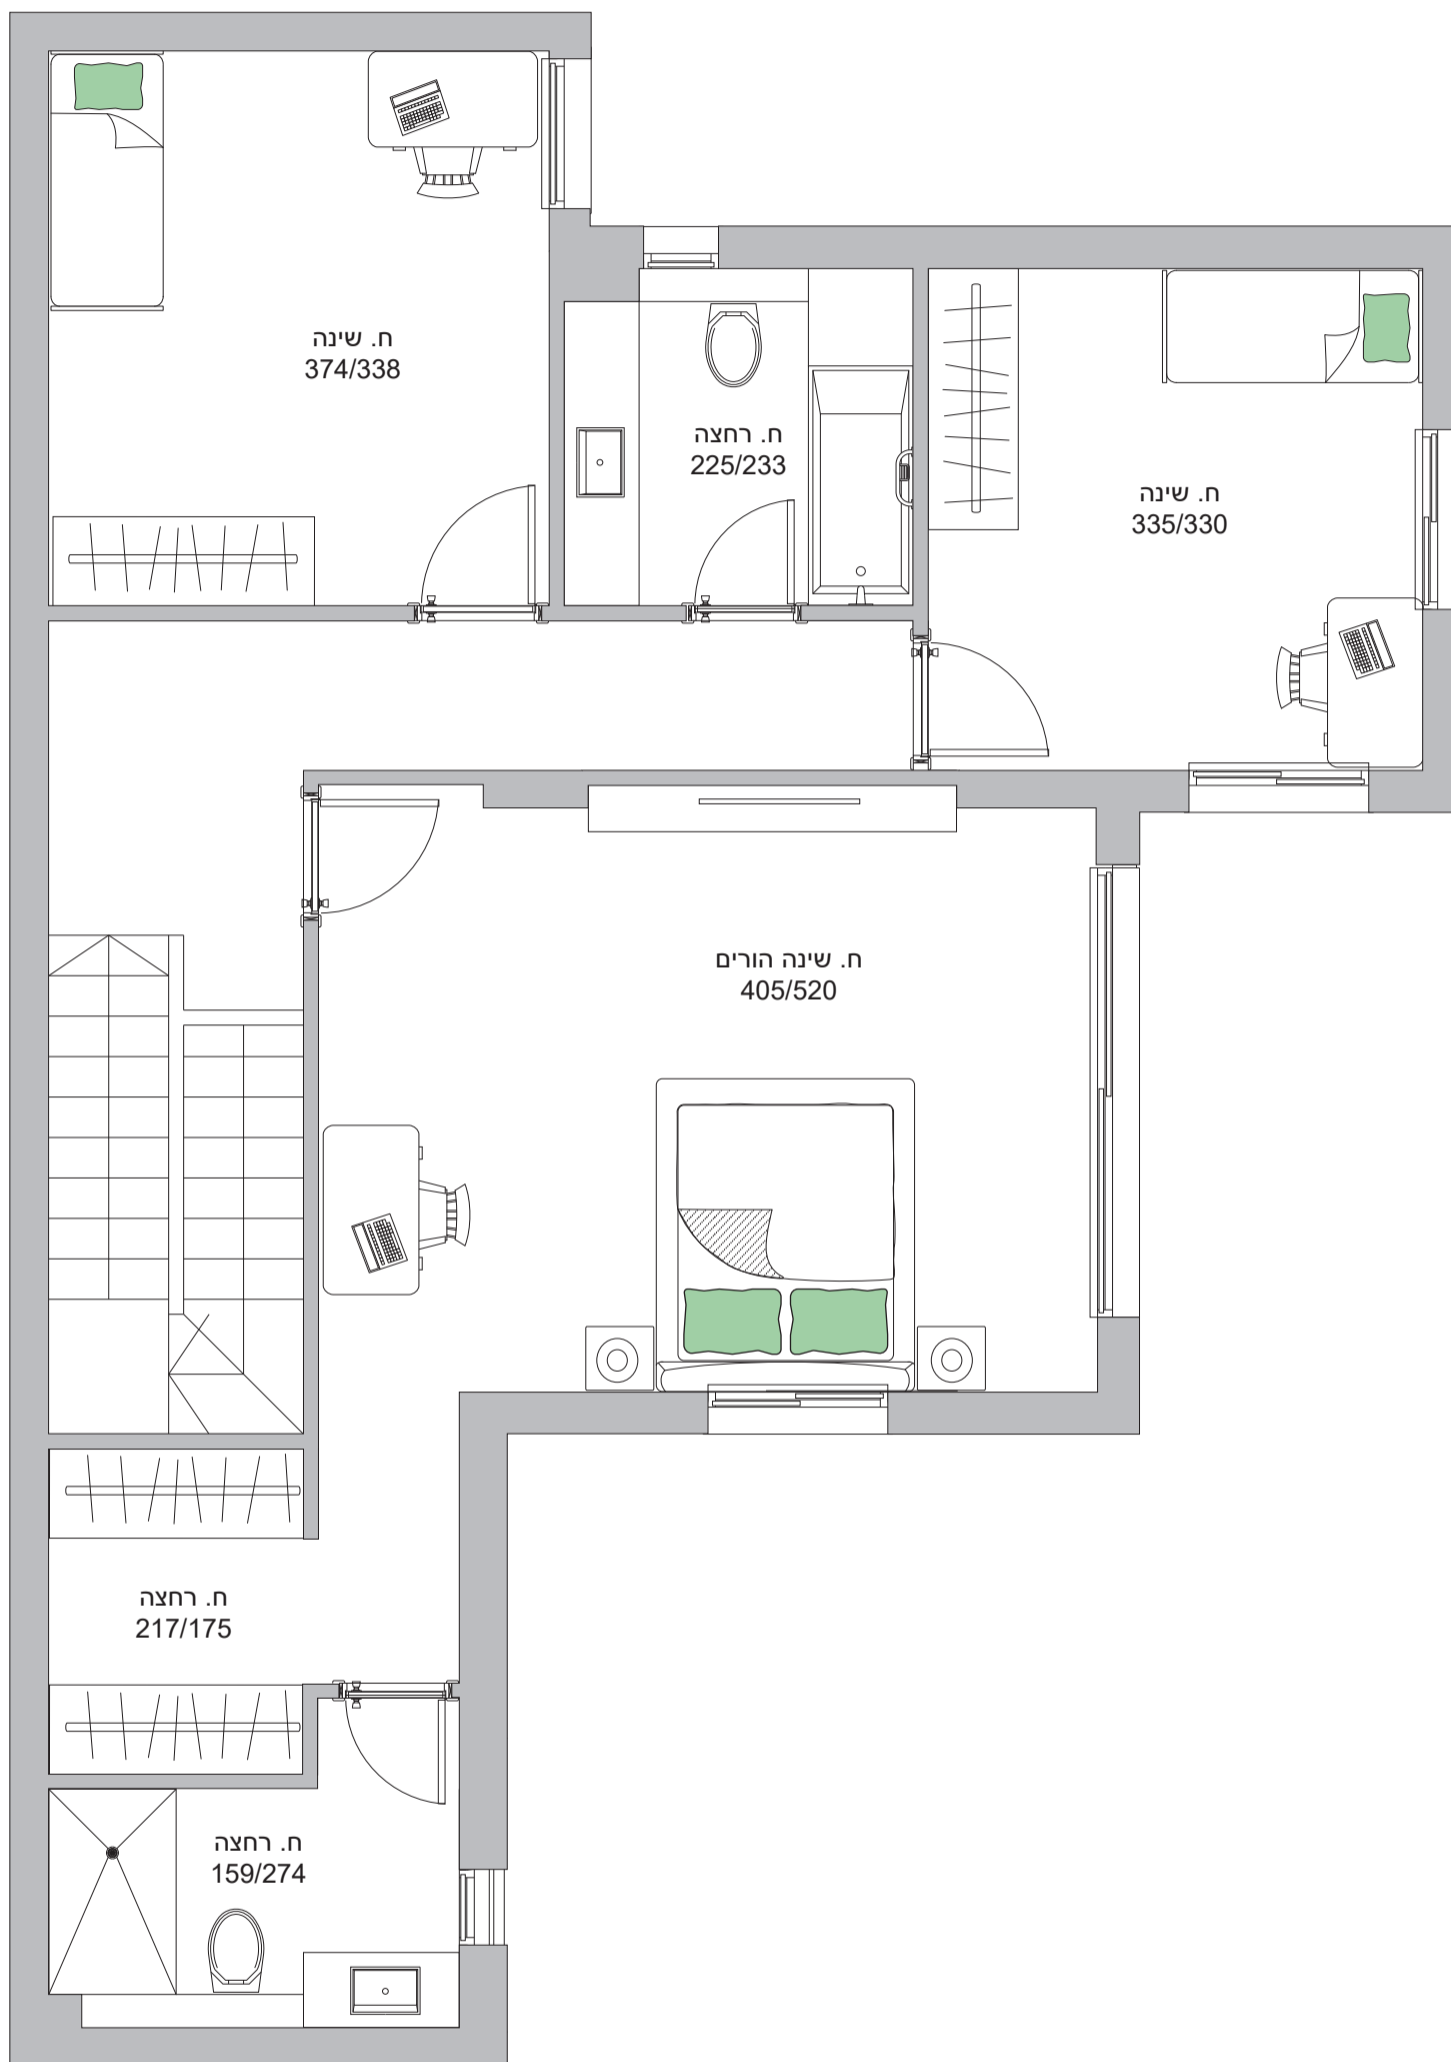 ח. שינה
374/338
ח. רחצה
225/233
ח. שינה
335/330
ח. שינה הורים
405/520
ח. רחצה
217/175
ח. רחצה
159/274